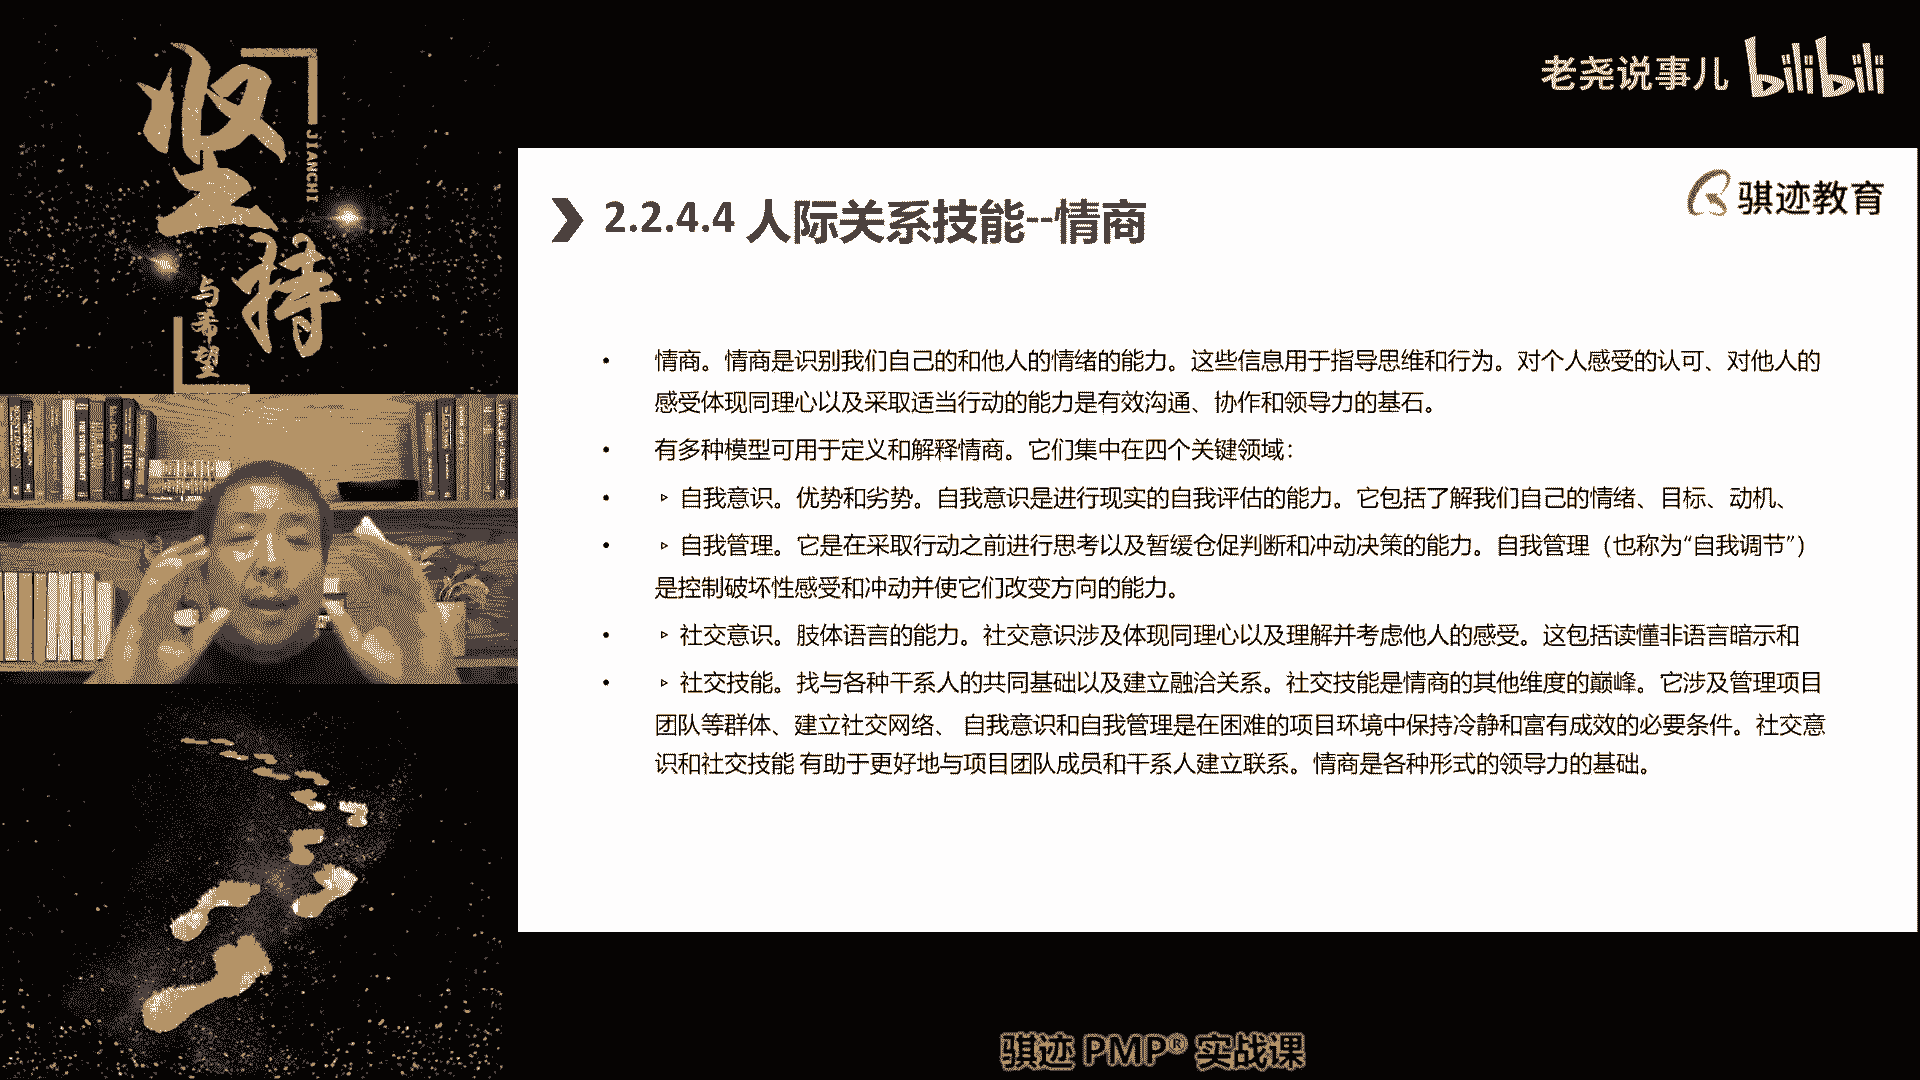 坚持
JIANCHI
与希望
老尧说事儿 bilibili
骐迹教育
2.2.4.4 人际关系技能--情商
• 情商。情商是识别我们自己的和他人的情绪的能力。这些信息用于指导思维和行为。对个人感受的认可、对他人的
感受体现同理心以及采取适当行动的能力是有效沟通、协作和领导力的基石。
• 有多种模型可用于定义和解释情商。它们集中在四个关键领域：
• ▹ 自我意识。优势和劣势。自我意识是进行现实的自我评估的能力。它包括了解我们自己的情绪、目标、动机、
• ▹ 自我管理。它是在采取行动之前进行思考以及暂缓仓促判断和冲动决策的能力。自我管理（也称为“自我调节”）
是控制破坏性感受和冲动并使它们改变方向的能力。
• ▹ 社交意识。肢体语言的能力。社交意识涉及体现同理心以及理解并考虑他人的感受。这包括读懂非语言暗示和
• ▹ 社交技能。找与各种干系人的共同基础以及建立融洽关系。社交技能是情商的其他维度的巅峰。它涉及管理项目
团队等群体、建立社交网络、 自我意识和自我管理是在困难的项目环境中保持冷静和富有成效的必要条件。社交意
识和社交技能 有助于更好地与项目团队成员和干系人建立联系。情商是各种形式的领导力的基础。
骐迹 PMP® 实战课